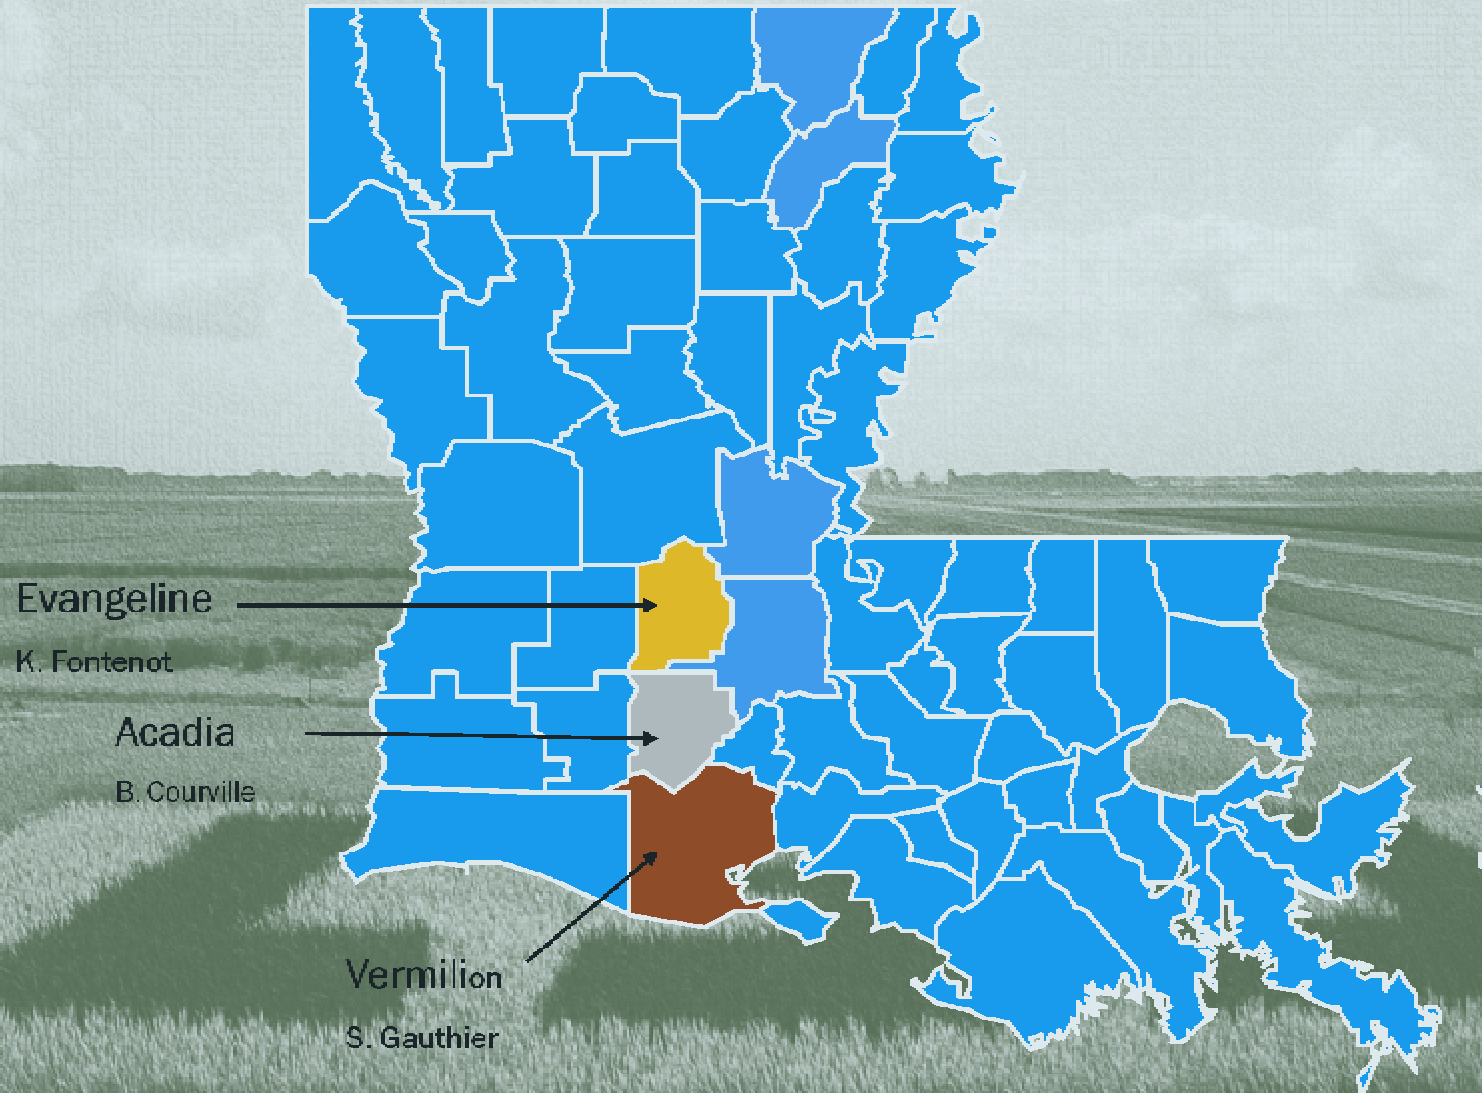 Evangeline
K. Fontenot
Acadia
B. Courville
Vermilion
S. Gauthier